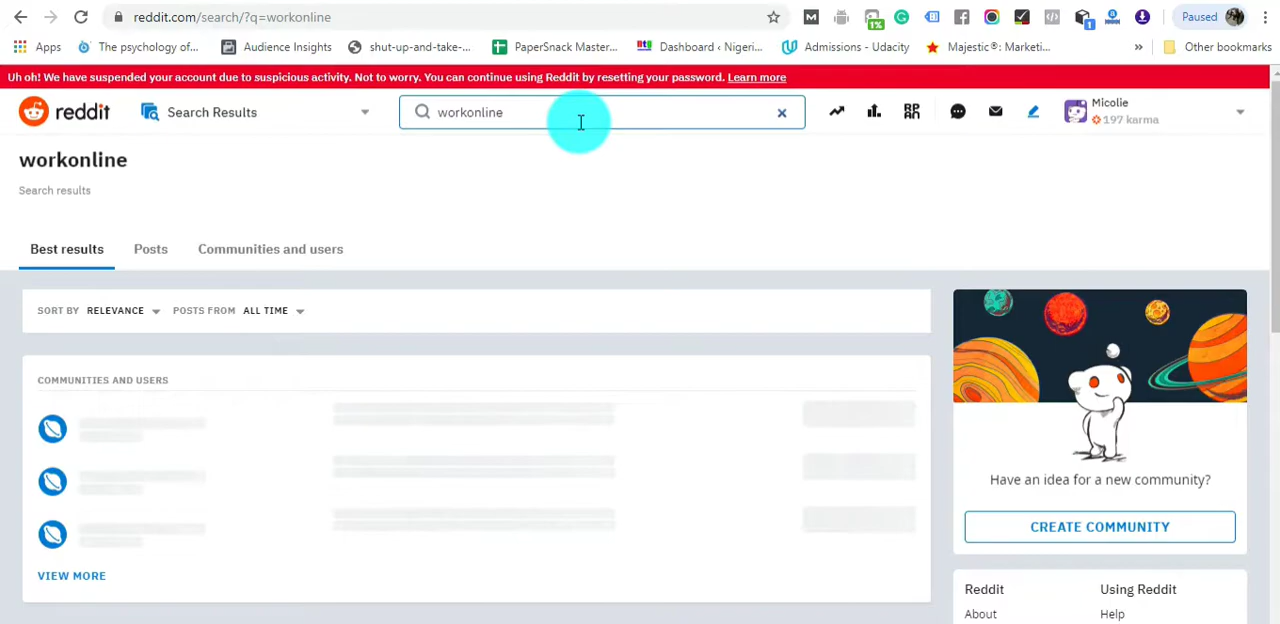 reddit.com/search/?q=workonline
Paused
Apps
The psychology of...
Audience Insights
shut-up-and-take-...
PaperSnack Master...
Dashboard ‹ Nigeri...
Admissions - Udacity
Majestic®: Marketi...
»
Other bookmarks
Uh oh! We have suspended your account due to suspicious activity. Not to worry. You can continue using Reddit by resetting your password. Learn more
reddit
Search Results
workonline
Micolie
197 karma
workonline
Search results
Best results
Posts
Communities and users
SORT BY RELEVANCE
POSTS FROM ALL TIME
COMMUNITIES AND USERS
VIEW MORE
Have an idea for a new community?
CREATE COMMUNITY
Reddit
Using Reddit
About
Help